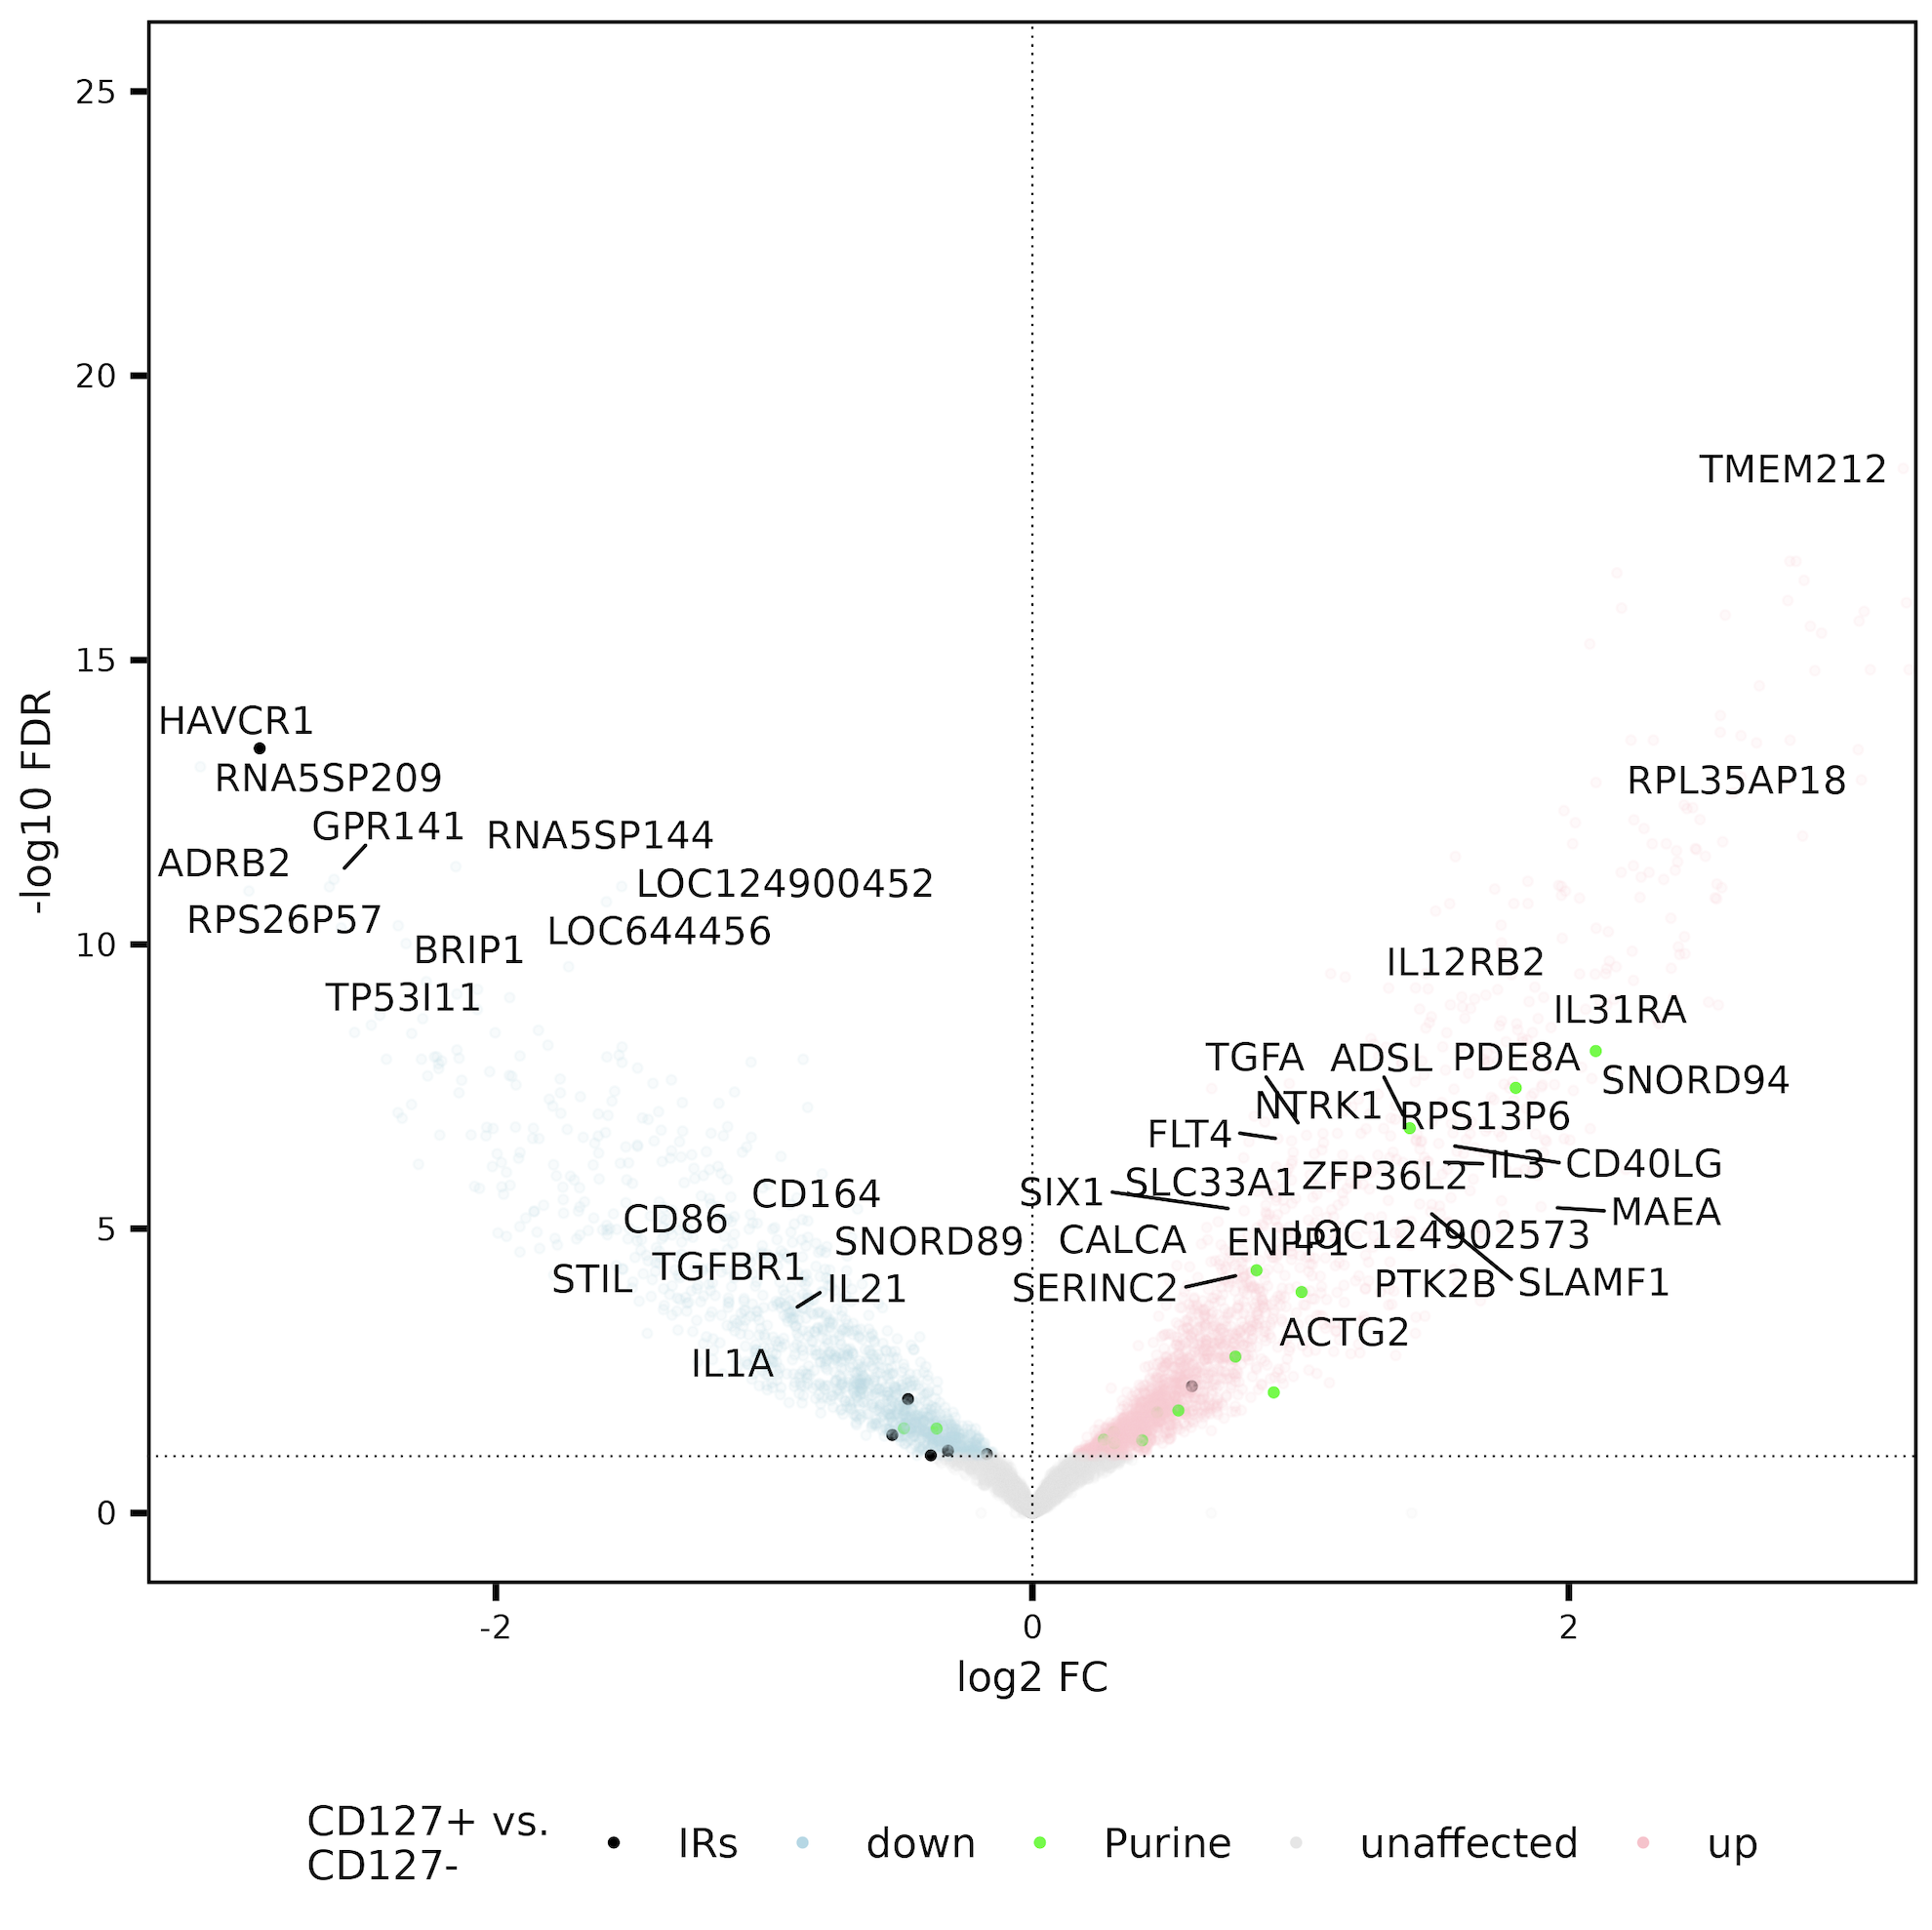 25
20
15
10
5
0
-log10 FDR
TMEM212
HAVCR1
RNA5SP209
RPL35AP18
GPR141
RNA5SP144
ADRB2
LOC124900452
RPS26P57
LOC644456
BRIP1
IL12RB2
TP53I11
IL31RA
TGFA
ADSL
PDE8A
SNORD94
NTRK1
RPS13P6
FLT4
SLC33A1
ZFP36L2
IL3
CD40LG
SIX1
CD164
CD86
MAEA
SNORD89
CALCA
ENPP1
LOC124902573
TGFBR1
STIL
IL21
SERINC2
PTK2B
SLAMF1
ACTG2
IL1A
-2
0
2
log2 FC
CD127+ vs.
CD127-
IRs
down
Purine
unaffected
up